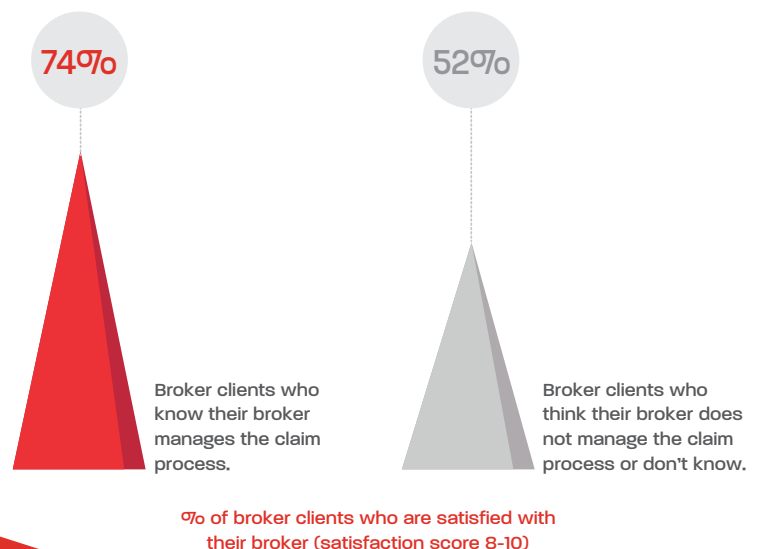 74%
52%
Broker clients who
know their broker
manages the claim
process.
Broker clients who
think their broker does
not manage the claim
process or don't know.
% of broker clients who are satisfied with
their broker (satisfaction score 8-10)